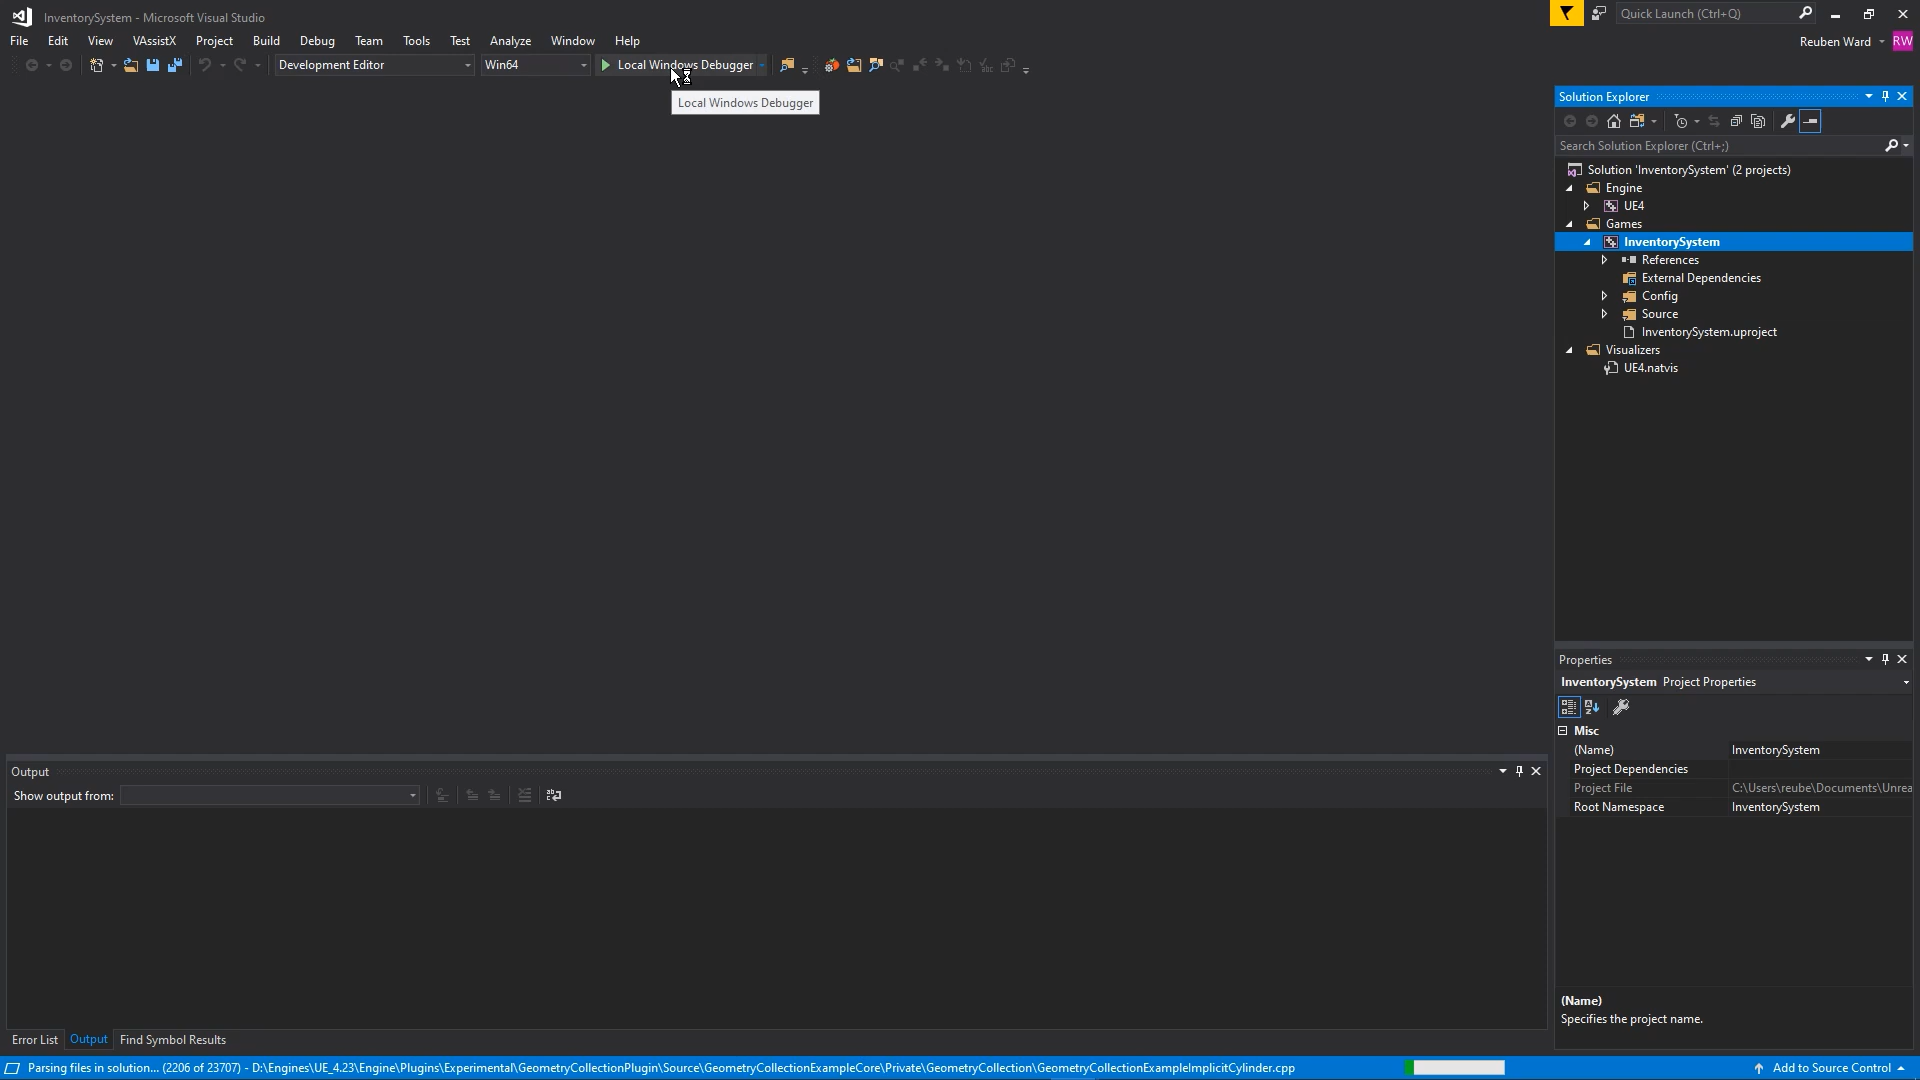 InventorySystem - Microsoft Visual Studio
Quick Launch (Ctrl+Q)
File Edit View VAssistX Project Build Debug Team Tools Test Analyze Window Help
Reuben Ward RW
Development Editor Win64 Local Windows Debugger
Local Windows Debugger
Solution Explorer
Search Solution Explorer (Ctrl+;)
Solution 'InventorySystem' (2 projects)
Engine
UE4
Games
InventorySystem
References
External Dependencies
Config
Source
InventorySystem.uproject
Visualizers
UE4.natvis
Properties
InventorySystem Project Properties
Misc
(Name) InventorySystem
Project Dependencies
Project File C:\Users\reube\Documents\Unrea
Root Namespace InventorySystem
(Name)
Specifies the project name.
Output
Show output from:
Error List Output Find Symbol Results
Parsing files in solution... (2206 of 23707) - D:\Engines\UE_4.23\Engine\Plugins\Experimental\GeometryCollectionPlugin\Source\GeometryCollectionExampleCore\Private\GeometryCollection\GeometryCollectionExampleImplicitCylinder.cpp
Add to Source Control